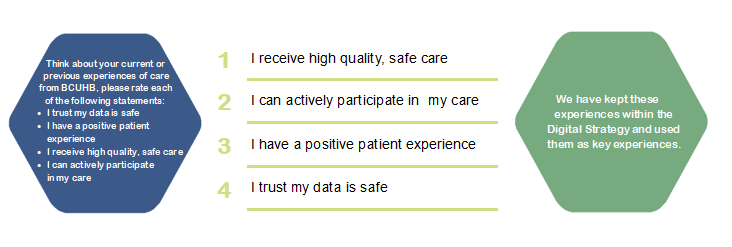 Think about your current or
previous experiences of care
from BCUHB, please rate each
of the following statements:
• I trust my data is safe
• I have a positive patient
experience
• I receive high quality, safe care
• I can actively participate
in my care
1 I receive high quality, safe care
2 I can actively participate in my care
3 I have a positive patient experience
4 I trust my data is safe
We have kept these
experiences within the
Digital Strategy and used
them as key experiences.